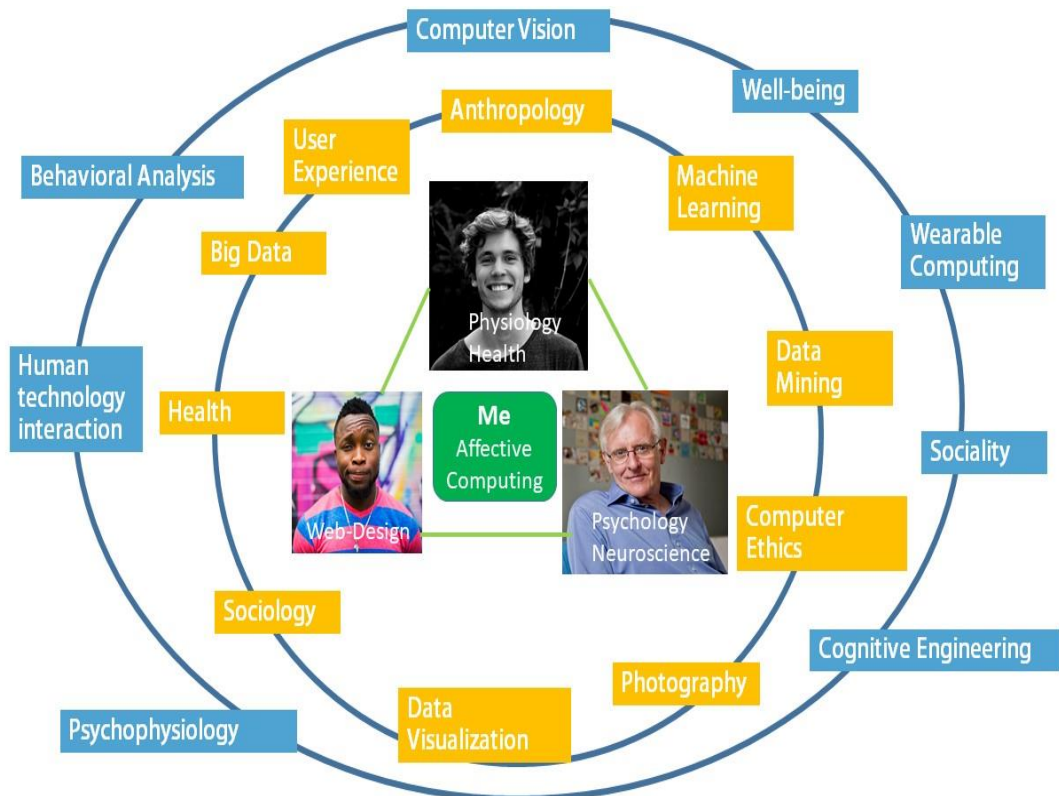 Computer Vision
Well-being
Anthropology
User
Experience
Machine
Learning
Behavioral Analysis
Big Data
Wearable
Computing
Physiology
Health
Human
technology
interaction
Data
Mining
Health
Me
Affective
Computing
Sociality
Web-Design
Psychology
Neuroscience
Computer
Ethics
Sociology
Cognitive Engineering
Photography
Psychophysiology
Data
Visualization